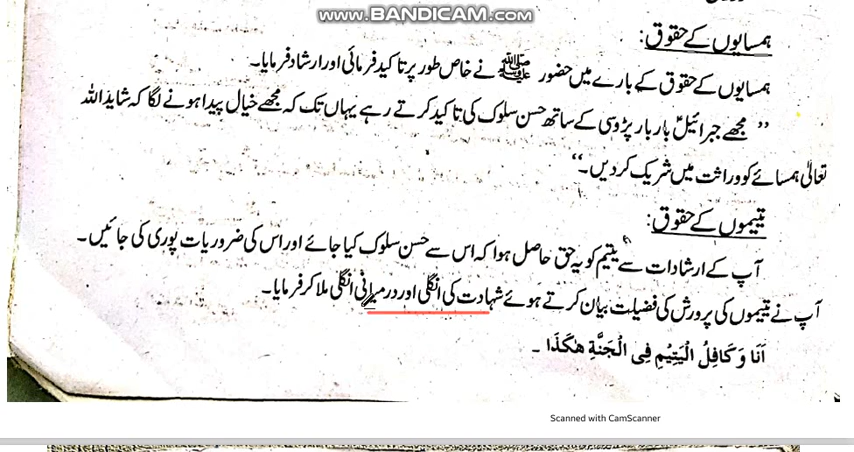 www.BANDICAM.com
ہمسایوں کے حقوق:
ہمسایوں کے حقوق کے بارے میں حضور ﷺ نے خاص طور پر تاکید فرمائی اور ارشاد فرمایا۔
”مجھے جبرائیلؑ بار بار پڑوسی کے ساتھ حسن سلوک کی تاکید کرتے رہے یہاں تک کہ مجھے خیال پیدا ہونے لگا کہ شاید اللہ
تعالٰی ہمسائے کو وراثت میں شریک کر دیں۔“
یتیموں کے حقوق:
آپ کے ارشادات سے یتیم کو یہ حق حاصل ہوا کہ اس سے حسن سلوک کیا جائے اور اس کی ضروریات پوری کی جائیں۔
آپ نے یتیموں کی پرورش کی فضیلت بیان کرتے ہوئے شہادت کی انگلی اور درمیانی انگلی ملا کر فرمایا۔
اَنَا وَ کَافِلُ الْیَتِیْمِ فِی الْجَنَّةِ هٰکَذَا ۔
Scanned with CamScanner